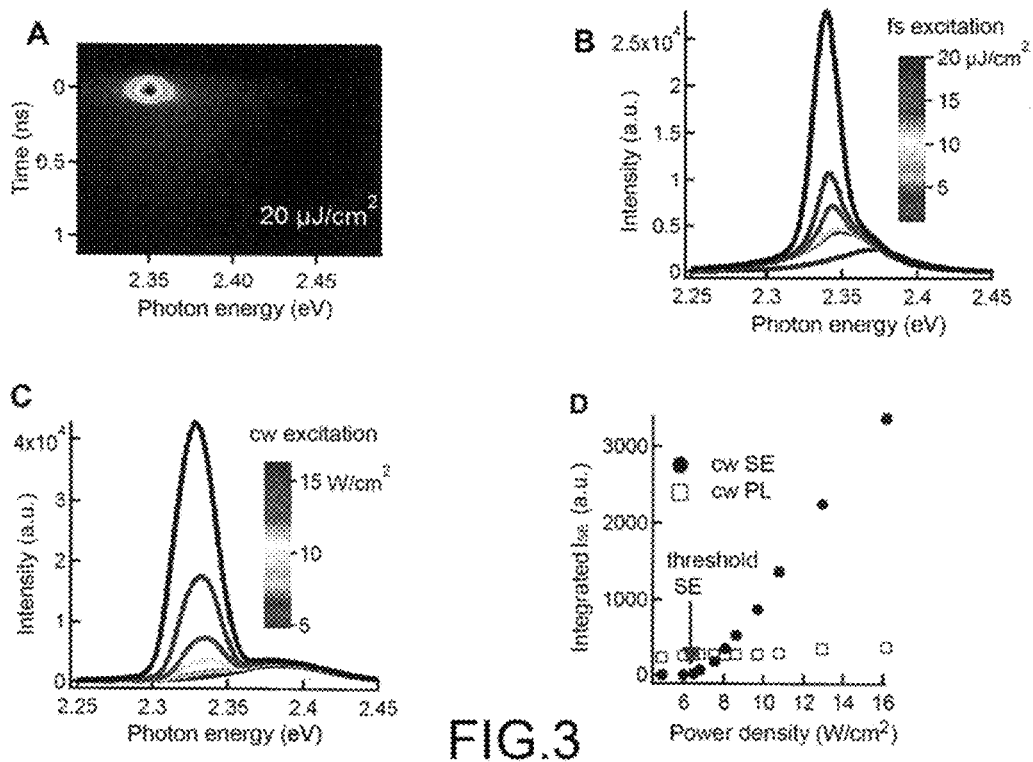 A
Time (ns)
0
0.5
1
20 µJ/cm²
2.35 2.40 2.45
Photon energy (eV)
B
Intensity (a.u.)
2.5x10⁴
2
1.5
1
0.5
0
fs excitation
20 µJ/cm²
15
10
5
2.25 2.3 2.35 2.4 2.45
Photon energy (eV)
C
Intensity (a.u.)
4x10⁴
3
2
1
0
cw excitation
15 W/cm²
10
5
2.25 2.3 2.35 2.4 2.45
Photon energy (eV)
D
Integrated I (a.u.)
3000
2000
1000
0
cw SE
cw PL
threshold
SE
6 8 10 12 14 16
Power density (W/cm²)
FIG.3